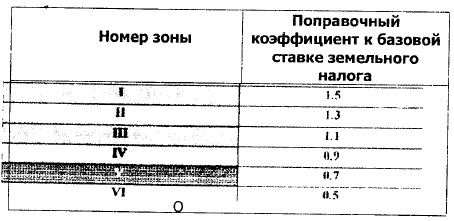 Номер зоны
Поправочный
коэффициент к базовой
ставке земельного
налога
I 1.5
II 1.3
III 1.1
IV 0.9
V 0.7
VI 0.5